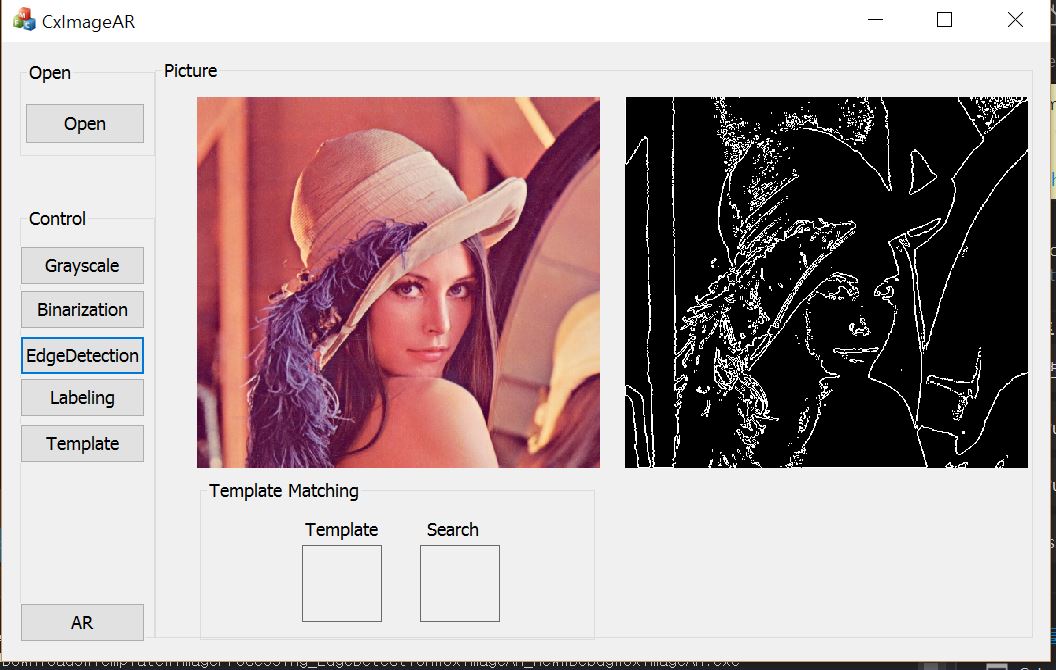 CxImageAR
Open
Open
Control
Grayscale
Binarization
EdgeDetection
Labeling
Template
AR
Picture
Template Matching
Template
Search